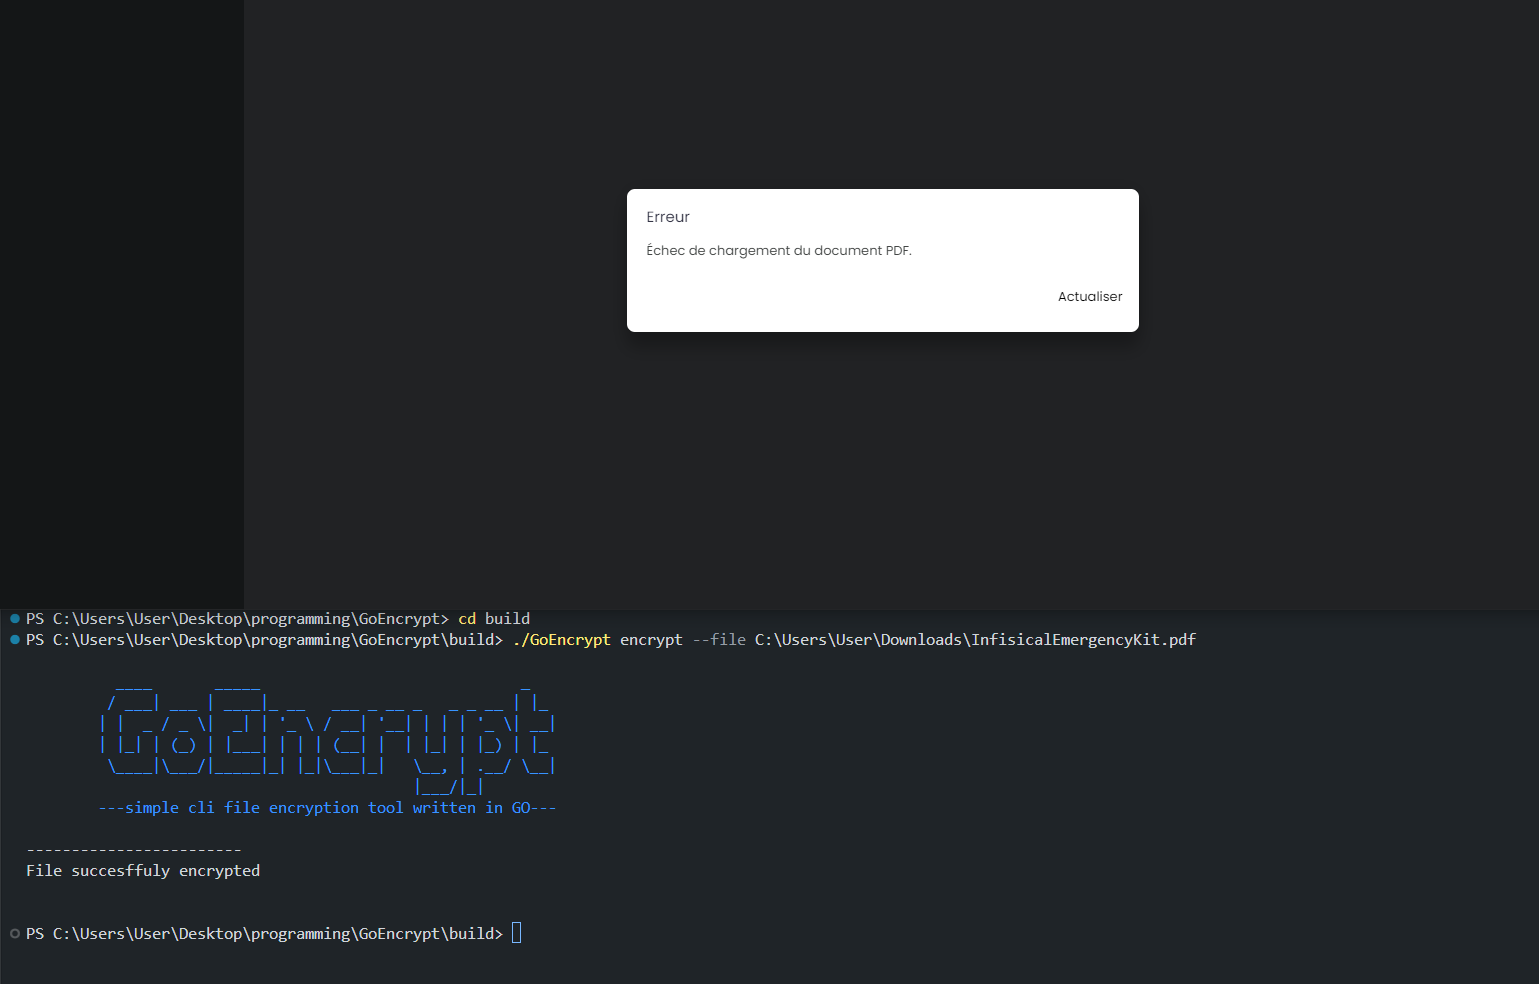 Erreur
Échec de chargement du document PDF.
Actualiser
PS C:\Users\User\Desktop\programming\GoEncrypt> cd build
PS C:\Users\User\Desktop\programming\GoEncrypt\build> ./GoEncrypt encrypt --file C:\Users\User\Downloads\InfisicalEmergencyKit.pdf
GoEncrypt
---simple cli file encryption tool written in GO---
------------------------
File succesffuly encrypted
PS C:\Users\User\Desktop\programming\GoEncrypt\build>